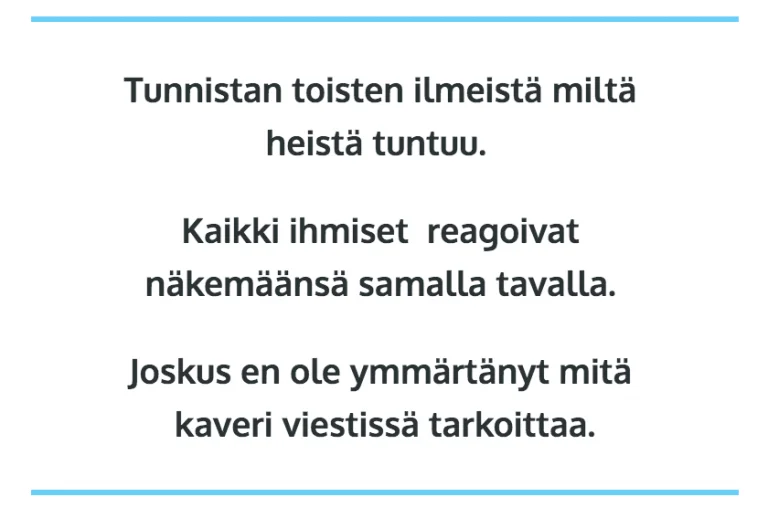 Tunnistan toisten ilmeistä miltä
heistä tuntuu.
Kaikki ihmiset  reagoivat
näkemäänsä samalla tavalla.
Joskus en ole ymmärtänyt mitä
kaveri viestissä tarkoittaa.